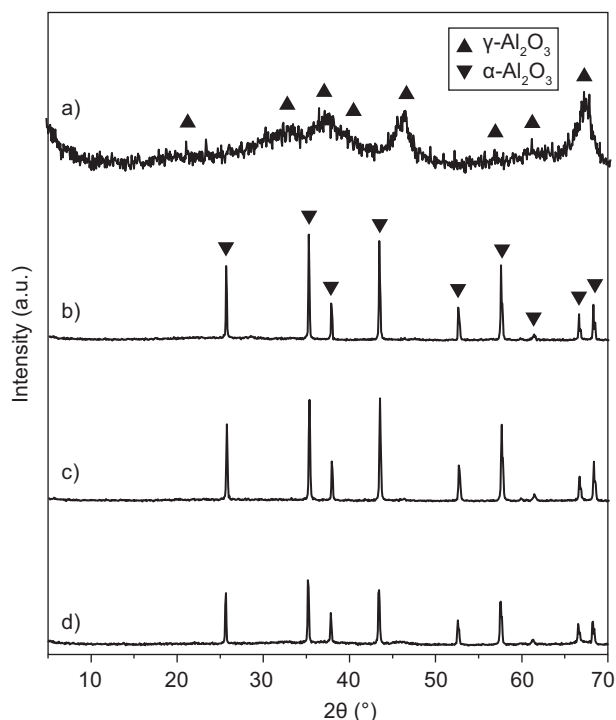 ▲ γ-Al₂O₃
▼ α-Al₂O₃
a)
b)
c)
d)
Intensity (a.u.)
10 20 30 40 50 60 70
2θ (°)